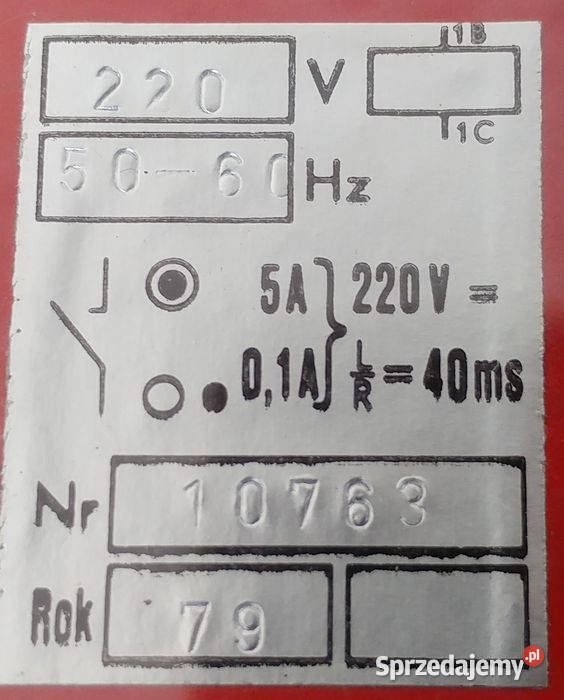 220 V 1B
1C
50-60 Hz
5A } 220V =
0,1A } L/R = 40ms
Nr 10763
Rok 79
Sprzedajemy.pl